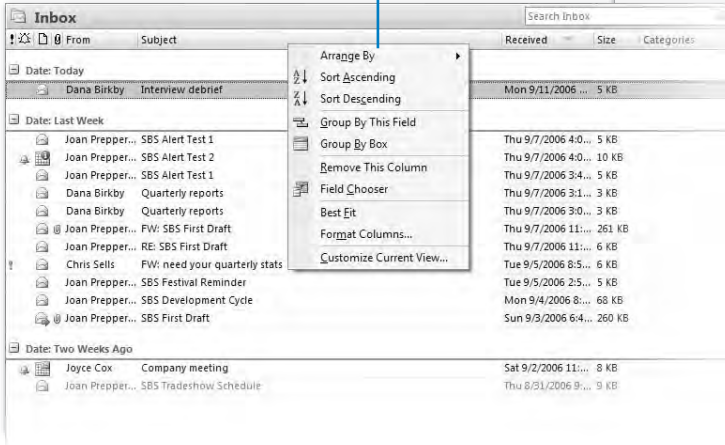 Inbox
Search Inbox
From Subject Received Size Categories
Date: Today
Dana Birkby Interview debrief Mon 9/11/2006 ... 5 KB
Date: Last Week
Joan Prepper... SBS Alert Test 1 Thu 9/7/2006 4:0... 5 KB
Joan Prepper... SBS Alert Test 2 Thu 9/7/2006 4:0... 10 KB
Joan Prepper... SBS Alert Test 1 Thu 9/7/2006 3:4... 5 KB
Dana Birkby Quarterly reports Thu 9/7/2006 3:1... 3 KB
Dana Birkby Quarterly reports Thu 9/7/2006 3:0... 3 KB
Joan Prepper... FW: SBS First Draft Thu 9/7/2006 11:... 261 KB
Joan Prepper... RE: SBS First Draft Thu 9/7/2006 11:... 6 KB
Chris Sells FW: need your quarterly stats Tue 9/5/2006 8:5... 6 KB
Joan Prepper... SBS Festival Reminder Tue 9/5/2006 2:5... 5 KB
Joan Prepper... SBS Development Cycle Mon 9/4/2006 8:... 68 KB
Joan Prepper... SBS First Draft Sun 9/3/2006 6:4... 260 KB
Date: Two Weeks Ago
Joyce Cox Company meeting Sat 9/2/2006 11:... 8 KB
Joan Prepper... SBS Tradeshow Schedule Thu 8/31/2006 9:... 9 KB
Arrange By
Sort Ascending
Sort Descending
Group By This Field
Group By Box
Remove This Column
Field Chooser
Best Fit
Format Columns...
Customize Current View...